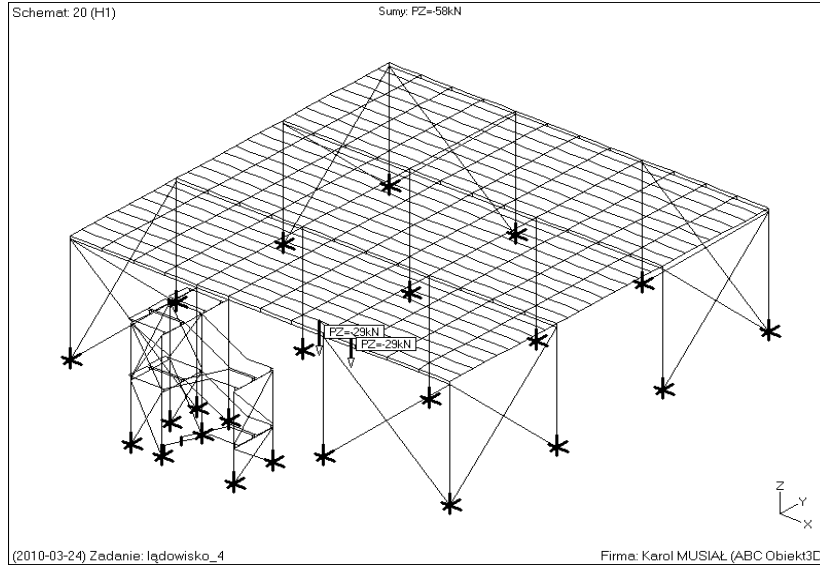 Schemat: 20 (H1)
Sumy: PZ=-58kN
PZ=-29kN
PZ=-29kN
Z
Y
X
(2010-03-24) Zadanie: lądowisko_4
Firma: Karol MUSIAŁ (ABC Obiekt3D